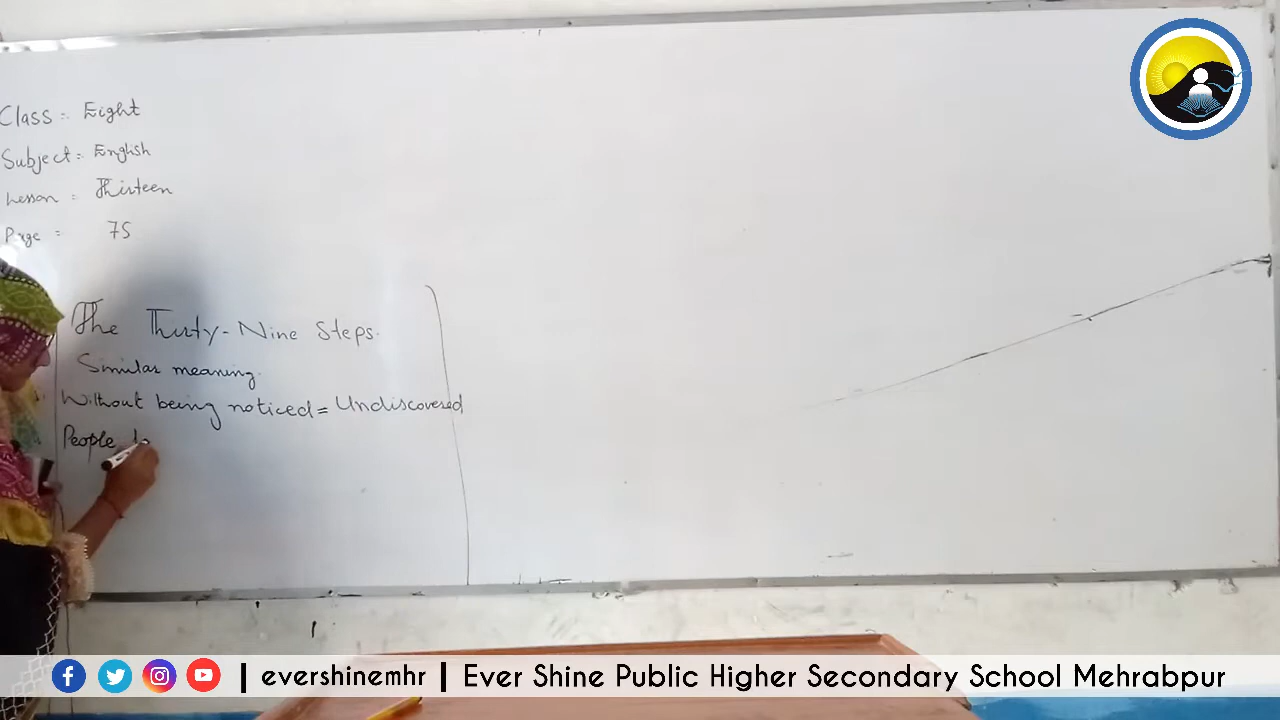 Class:- Eight
Subject:- English
Lesson = Thirteen
Page = 75
The Thirty-Nine Steps.
Similar meaning.
Without being noticed = Undiscovered
People
| evershinemhr | Ever Shine Public Higher Secondary School Mehrabpur